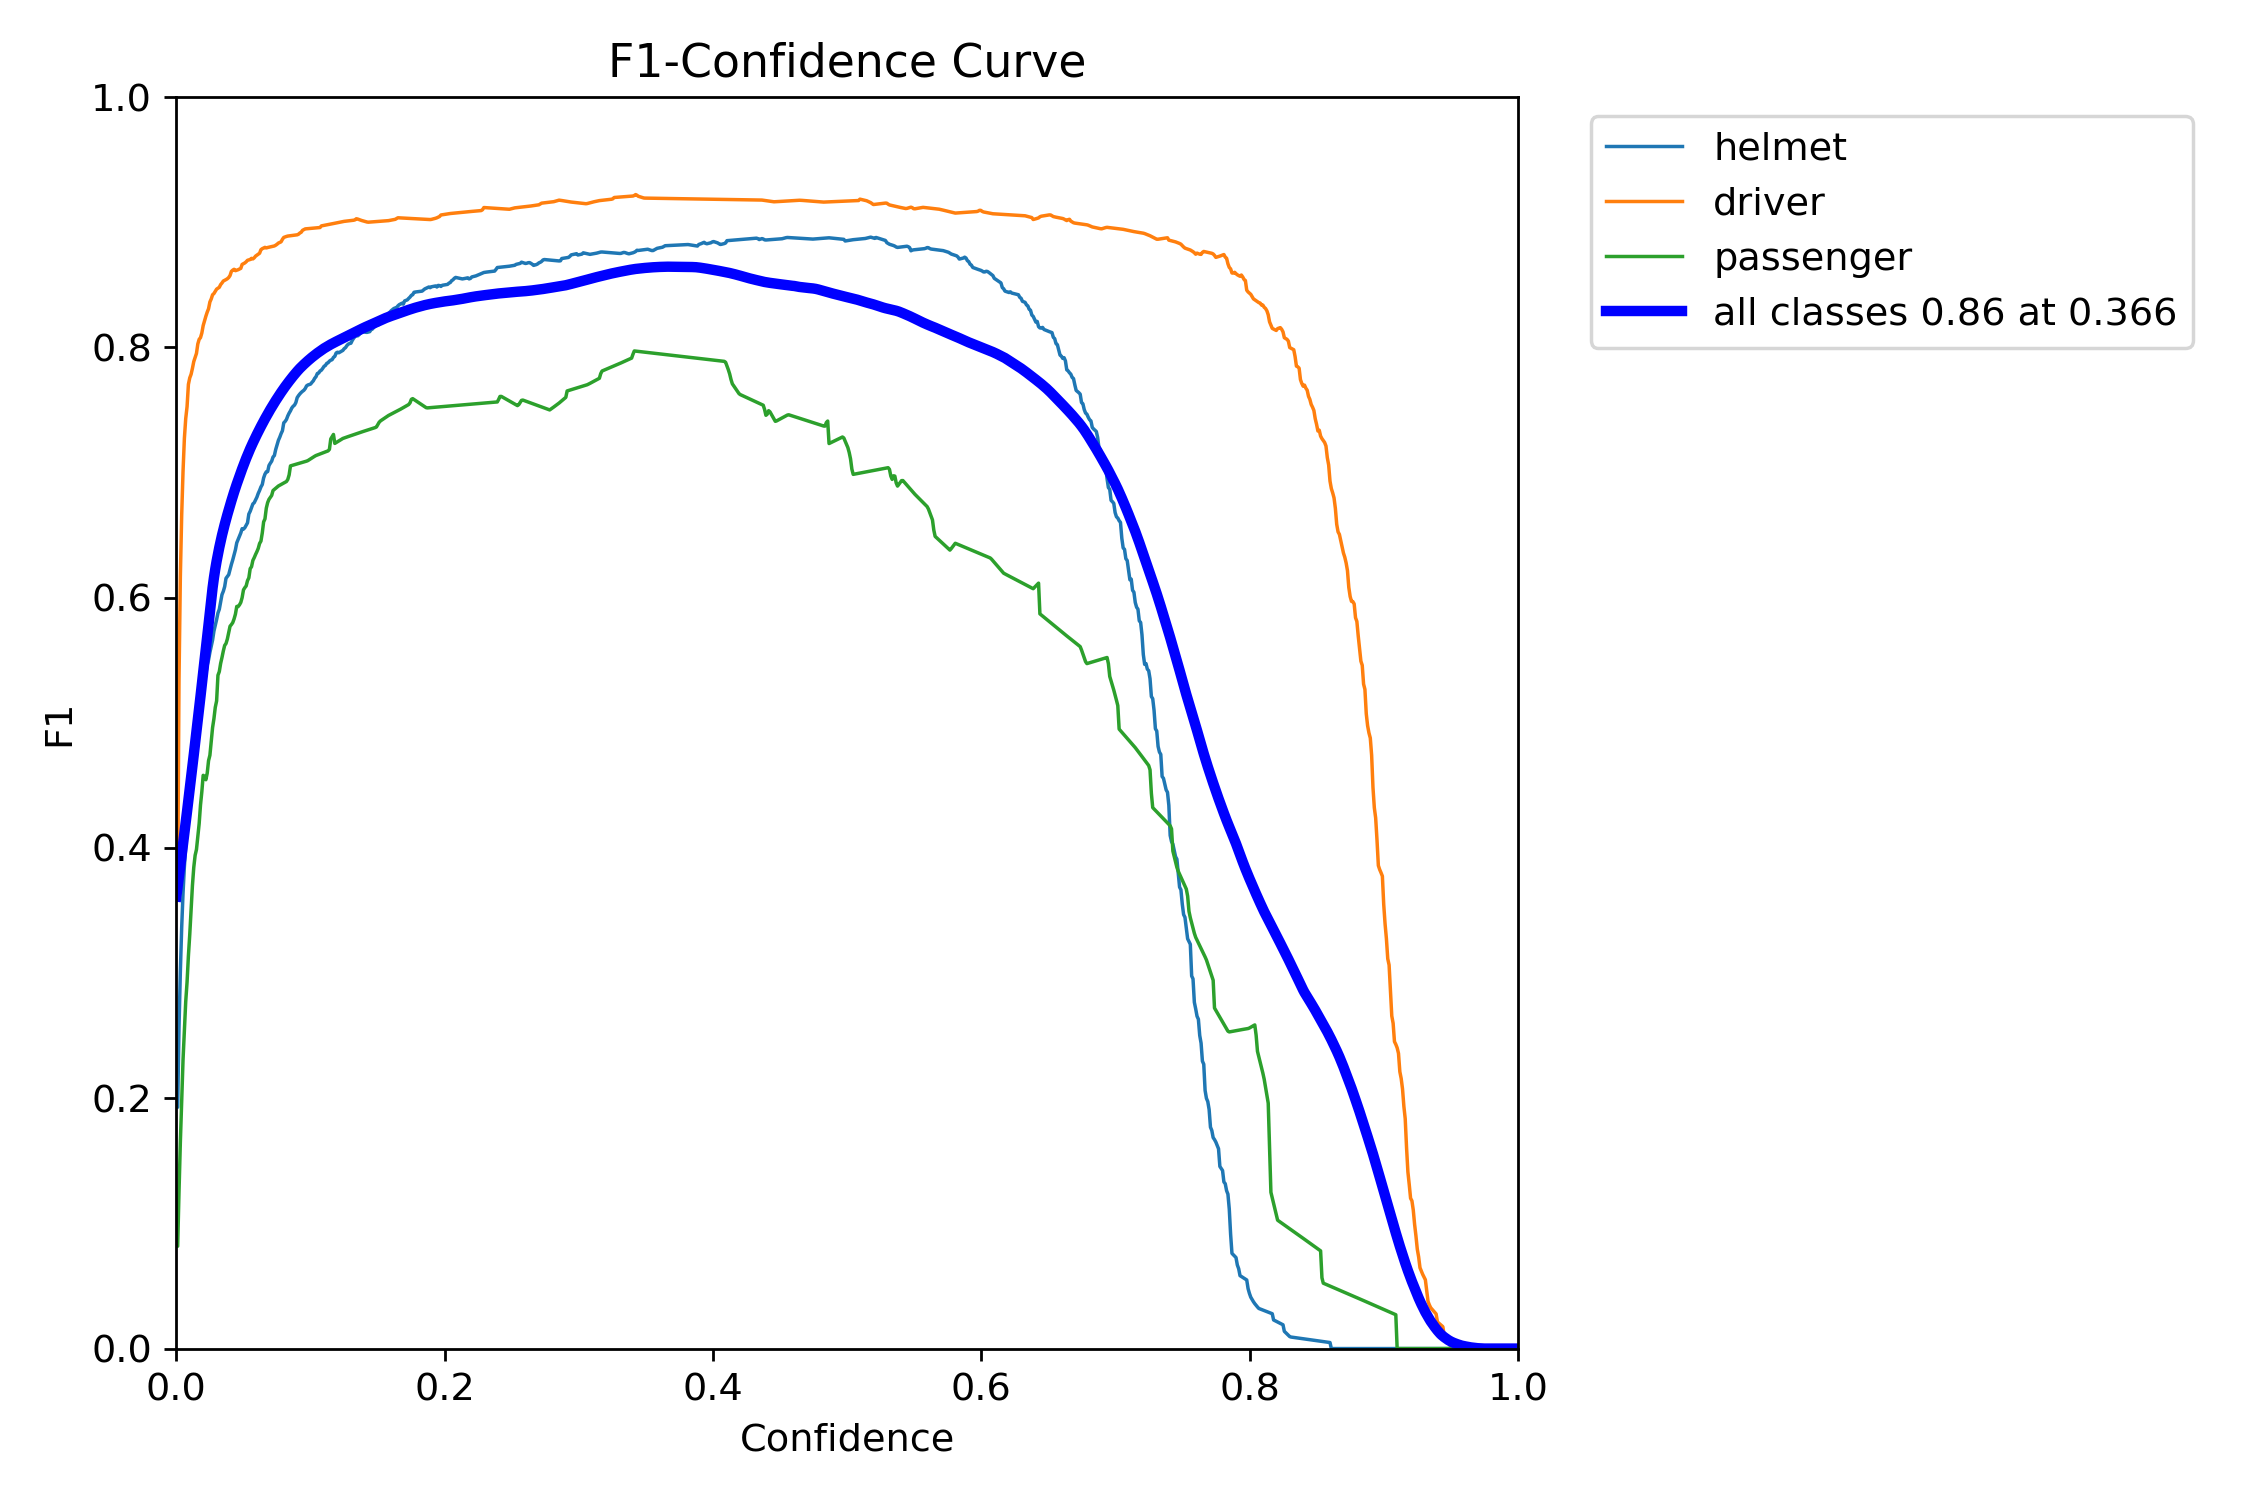 F1-Confidence Curve
1.0
0.8
0.6
0.4
0.2
0.0
F1
0.0 0.2 0.4 0.6 0.8 1.0
Confidence
helmet
driver
passenger
all classes 0.86 at 0.366